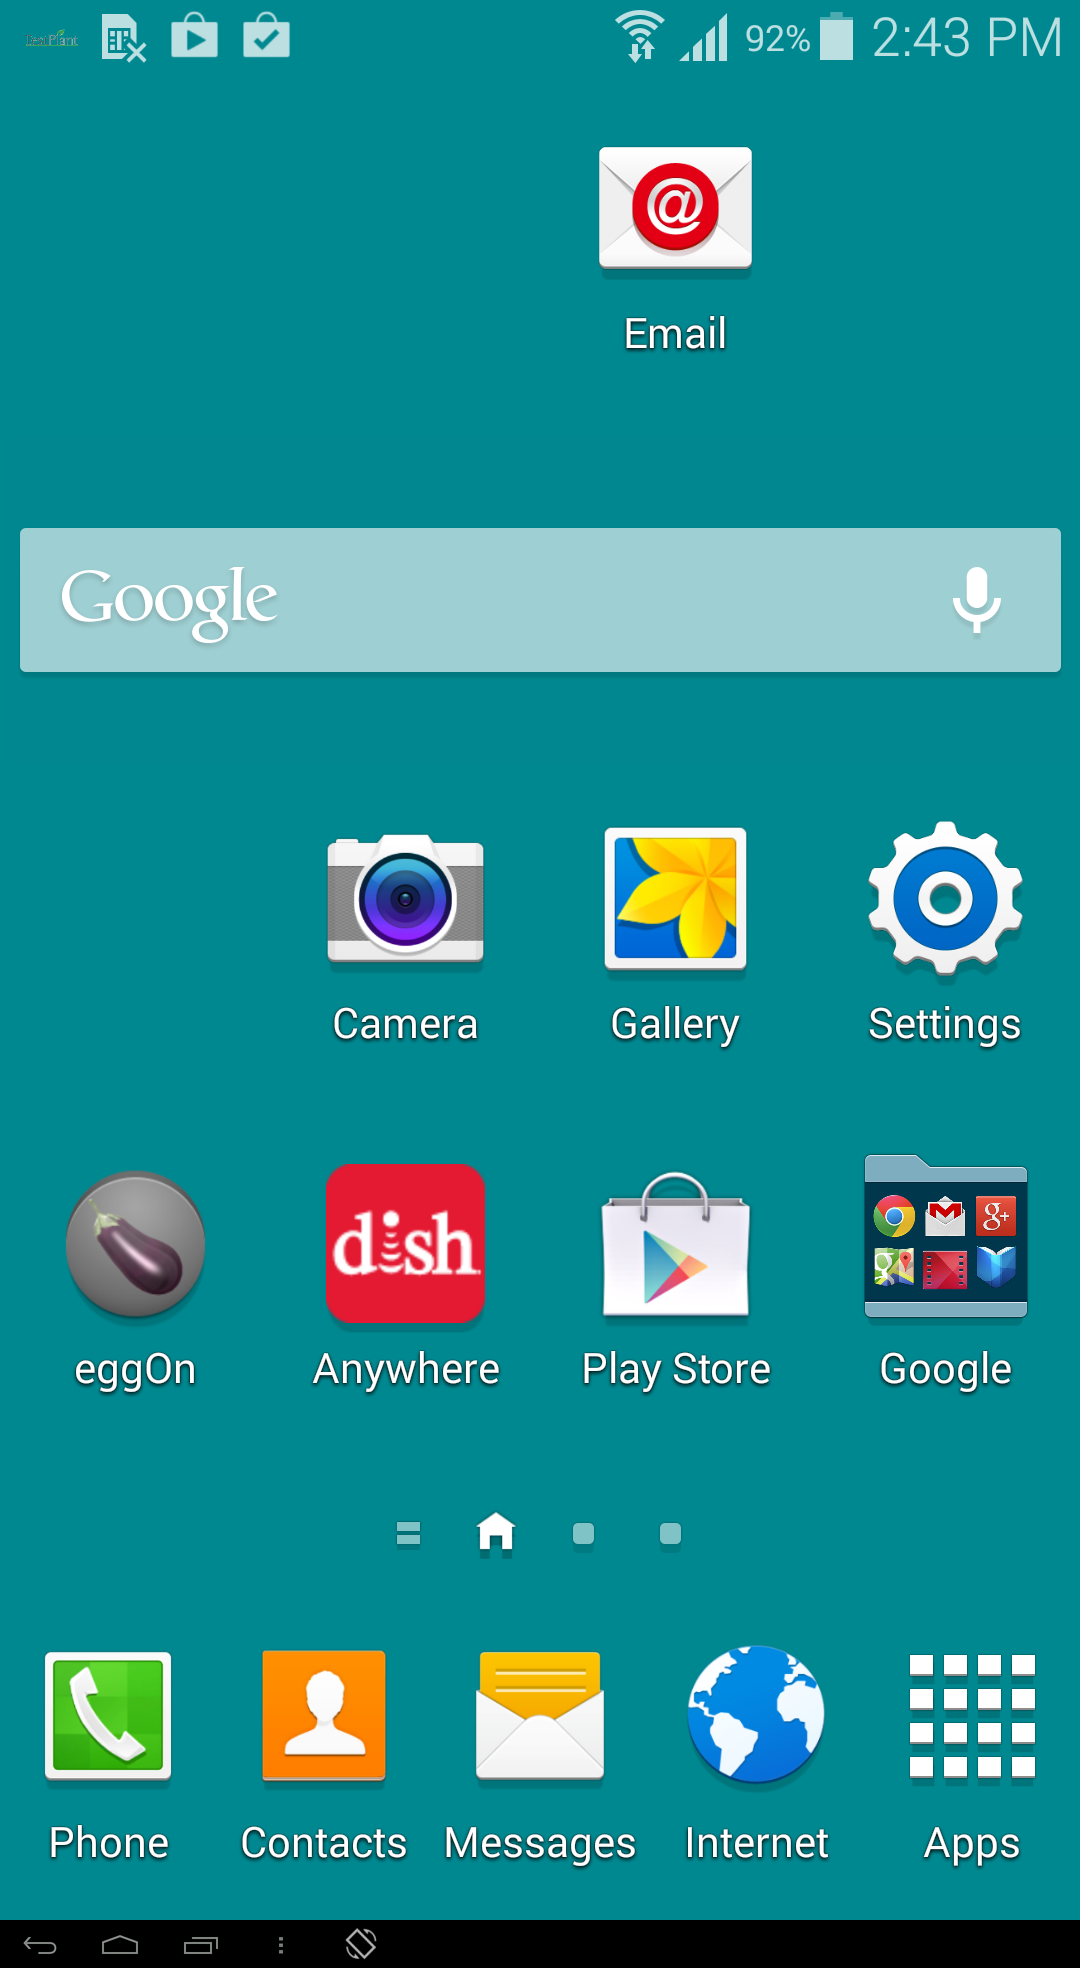 92% 2:43 PM
@
Email
Google
Camera Gallery Settings
dish
g+
eggOn Anywhere Play Store Google
Phone Contacts Messages Internet Apps